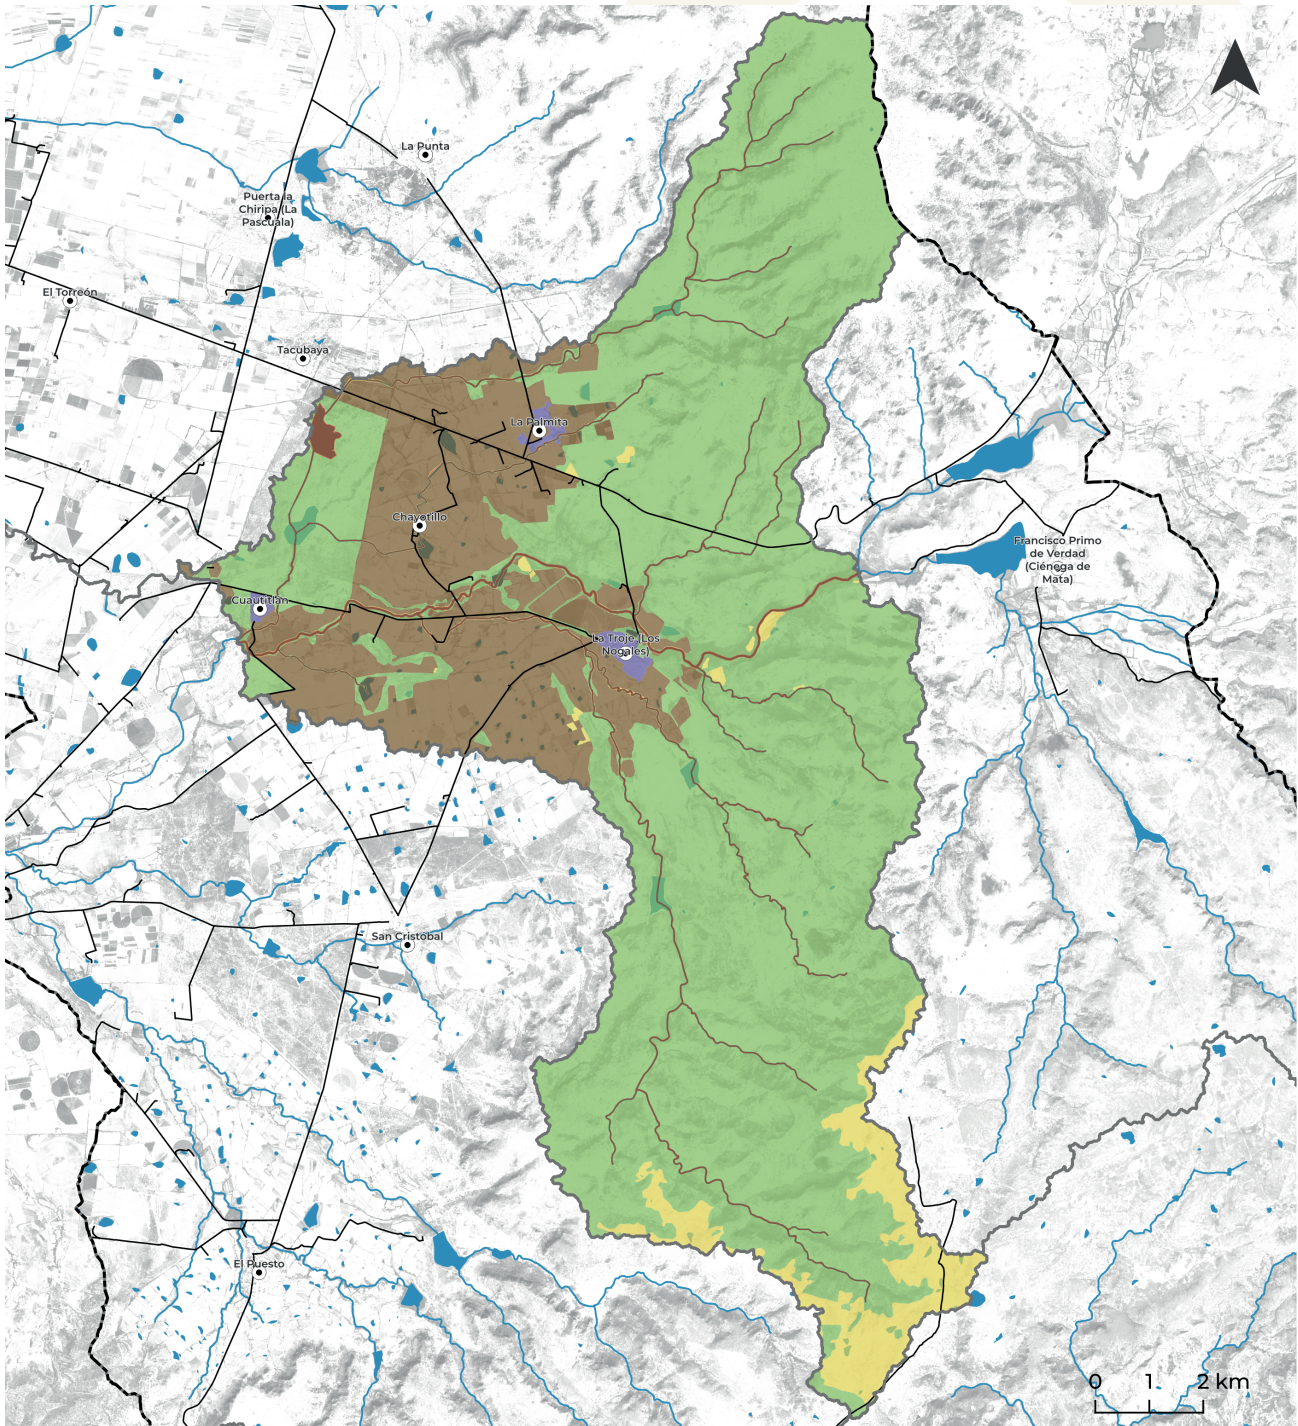 La Punta
Puerta la
Chiripa (La
Pascuala)
El Torreón
Tacubaya
La Palmita
Chayotillo
Francisco Primo
de Verdad
(Ciénega de
Mata)
Cuautitlán
La Troje (Los
Nogales)
San Cristóbal
El Puesto
0 1 2 km